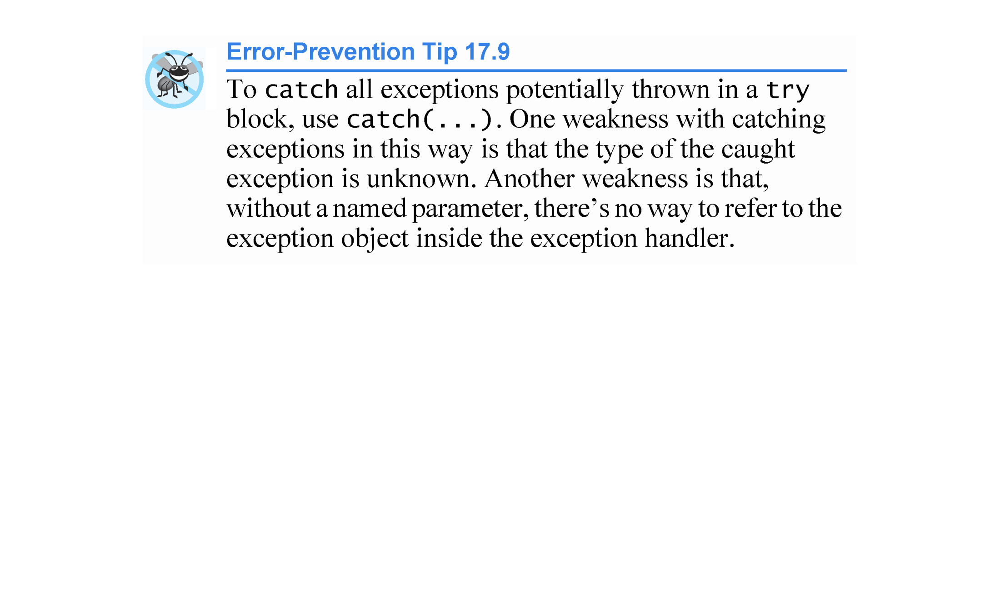 Error-Prevention Tip 17.9
To catch all exceptions potentially thrown in a try
block, use catch(...). One weakness with catching
exceptions in this way is that the type of the caught
exception is unknown. Another weakness is that,
without a named parameter, there’s no way to refer to the
exception object inside the exception handler.